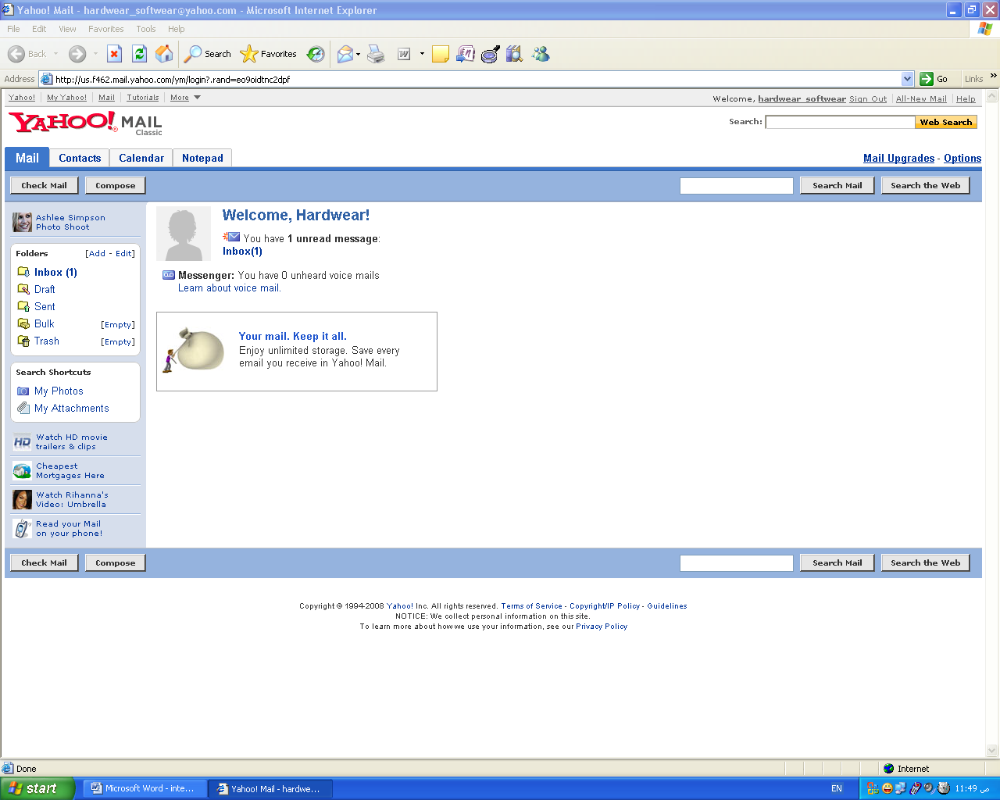 Yahoo! Mail - hardwear_softwear@yahoo.com - Microsoft Internet Explorer
File Edit View Favorites Tools Help
Back Search Favorites
Address http://us.f462.mail.yahoo.com/ym/login?.rand=eo9oidtnc2dpf Go Links »
Yahoo! My Yahoo! Mail Tutorials More Welcome, hardwear_softwear Sign Out All-New Mail Help
YAHOO! MAIL Classic
Search: Web Search
Mail Contacts Calendar Notepad Mail Upgrades - Options
Check Mail Compose Search Mail Search the Web
Ashlee Simpson
Photo Shoot
Folders [Add - Edit]
Inbox (1)
Draft
Sent
Bulk [Empty]
Trash [Empty]
Search Shortcuts
My Photos
My Attachments
HD Watch HD movie
trailers & clips
Cheapest
Mortgages Here
Watch Rihanna's
Video: Umbrella
Read your Mail
on your phone!
Welcome, Hardwear!
You have 1 unread message:
Inbox(1)
Messenger: You have 0 unheard voice mails
Learn about voice mail.
Your mail. Keep it all.
Enjoy unlimited storage. Save every
email you receive in Yahoo! Mail.
Check Mail Compose Search Mail Search the Web
Copyright © 1994-2008 Yahoo! Inc. All rights reserved. Terms of Service - Copyright/IP Policy - Guidelines
NOTICE: We collect personal information on this site.
To learn more about how we use your information, see our Privacy Policy
Done Internet
start Microsoft Word - inte... Yahoo! Mail - hardwe... EN 11:49 ص